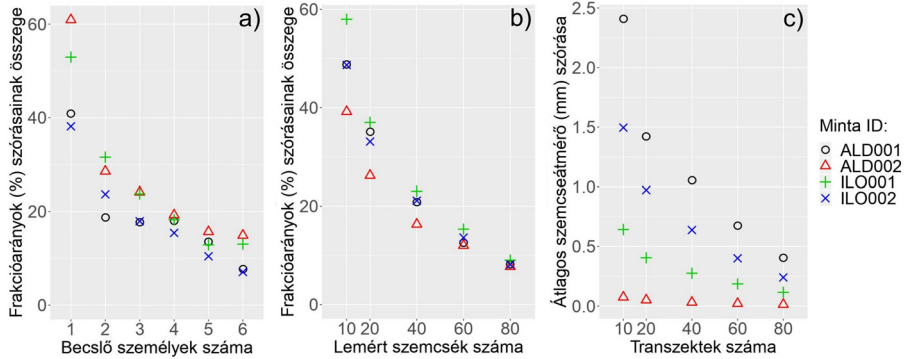 a)
Frakcióarányok (%) szórásainak összege
60
40
20
0
1 2 3 4 5 6
Becslő személyek száma
b)
Frakcióarányok (%) szórásainak összege
60
40
20
0
10 20 40 60 80
Lemért szemcsék száma
c)
Átlagos szemcseátmérő (mm) szórása
2.5
2.0
1.5
1.0
0.5
0.0
10 20 40 60 80
Transzektek száma
Minta ID:
ALD001
ALD002
ILO001
ILO002